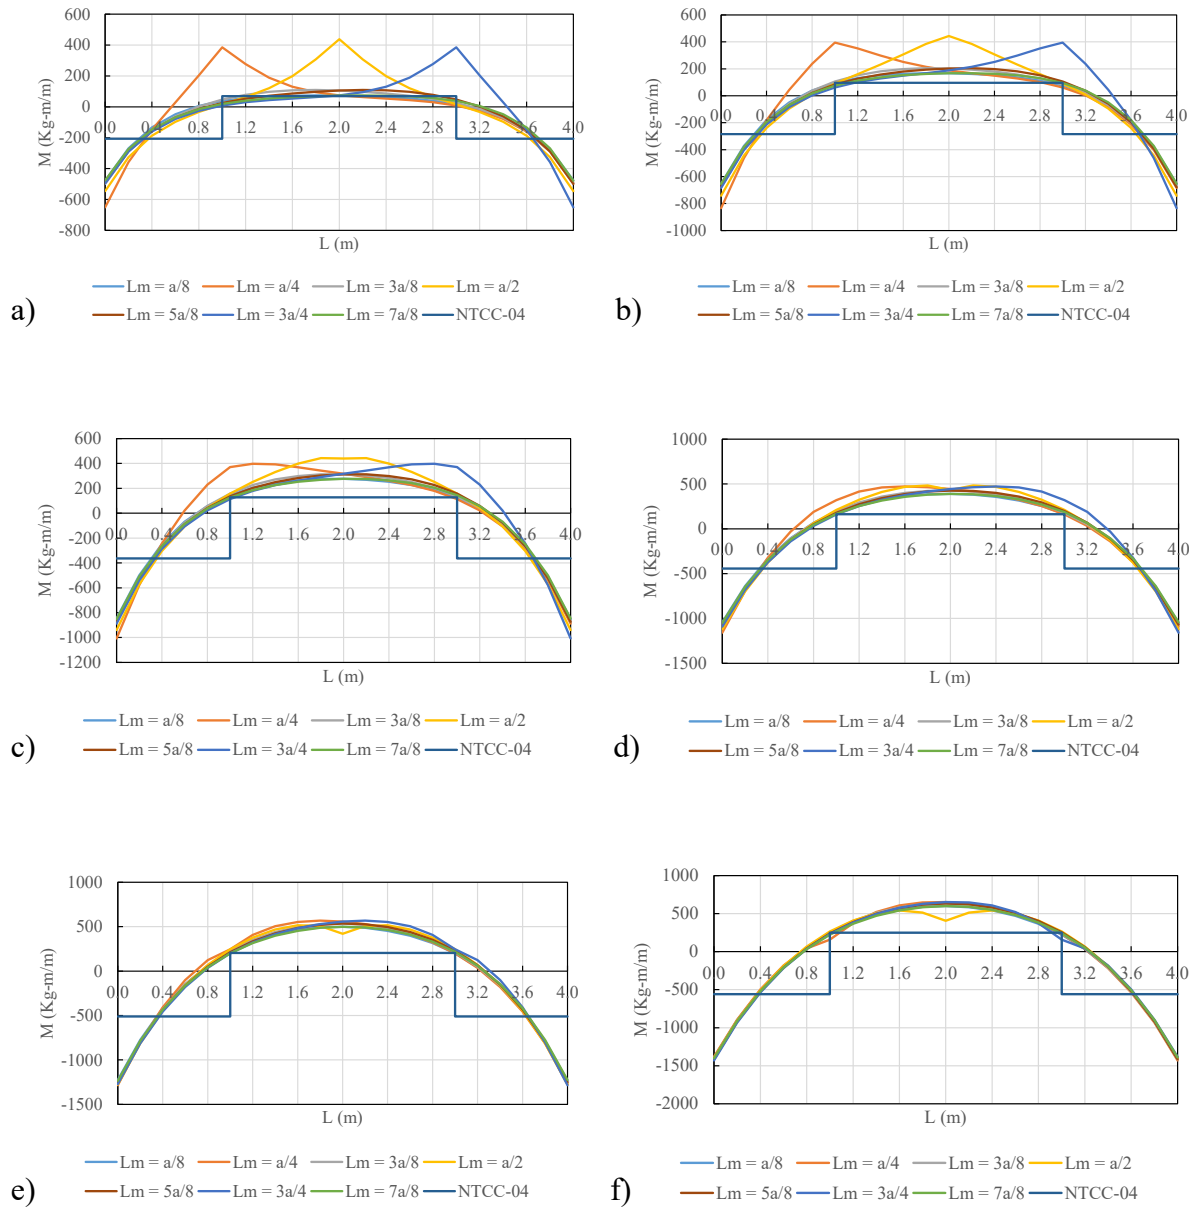 600
400
200
0
-200
-400
-600
-800
M (Kg-m/m)
0.0 0.4 0.8 1.2 1.6 2.0 2.4 2.8 3.2 3.6 4.0
L (m)
Lm = a/8 Lm = a/4 Lm = 3a/8 Lm = a/2
Lm = 5a/8 Lm = 3a/4 Lm = 7a/8 NTCC-04
a)
600
400
200
0
-200
-400
-600
-800
-1000
M (Kg-m/m)
0.0 0.4 0.8 1.2 1.6 2.0 2.4 2.8 3.2 3.6 4.0
L (m)
Lm = a/8 Lm = a/4 Lm = 3a/8 Lm = a/2
Lm = 5a/8 Lm = 3a/4 Lm = 7a/8 NTCC-04
b)
600
400
200
0
-200
-400
-600
-800
-1000
-1200
M (Kg-m/m)
0.0 0.4 0.8 1.2 1.6 2.0 2.4 2.8 3.2 3.6 4.0
L (m)
Lm = a/8 Lm = a/4 Lm = 3a/8 Lm = a/2
Lm = 5a/8 Lm = 3a/4 Lm = 7a/8 NTCC-04
c)
1000
500
0
-500
-1000
-1500
M (Kg-m/m)
0.0 0.4 0.8 1.2 1.6 2.0 2.4 2.8 3.2 3.6 4.0
L (m)
Lm = a/8 Lm = a/4 Lm = 3a/8 Lm = a/2
Lm = 5a/8 Lm = 3a/4 Lm = 7a/8 NTCC-04
d)
1000
500
0
-500
-1000
-1500
M (Kg-m/m)
0.0 0.4 0.8 1.2 1.6 2.0 2.4 2.8 3.2 3.6 4.0
L (m)
Lm = a/8 Lm = a/4 Lm = 3a/8 Lm = a/2
Lm = 5a/8 Lm = 3a/4 Lm = 7a/8 NTCC-04
e)
1000
500
0
-500
-1000
-1500
-2000
M (Kg-m/m)
0.0 0.4 0.8 1.2 1.6 2.0 2.4 2.8 3.2 3.6 4.0
L (m)
Lm = a/8 Lm = a/4 Lm = 3a/8 Lm = a/2
Lm = 5a/8 Lm = 3a/4 Lm = 7a/8 NTCC-04
f)